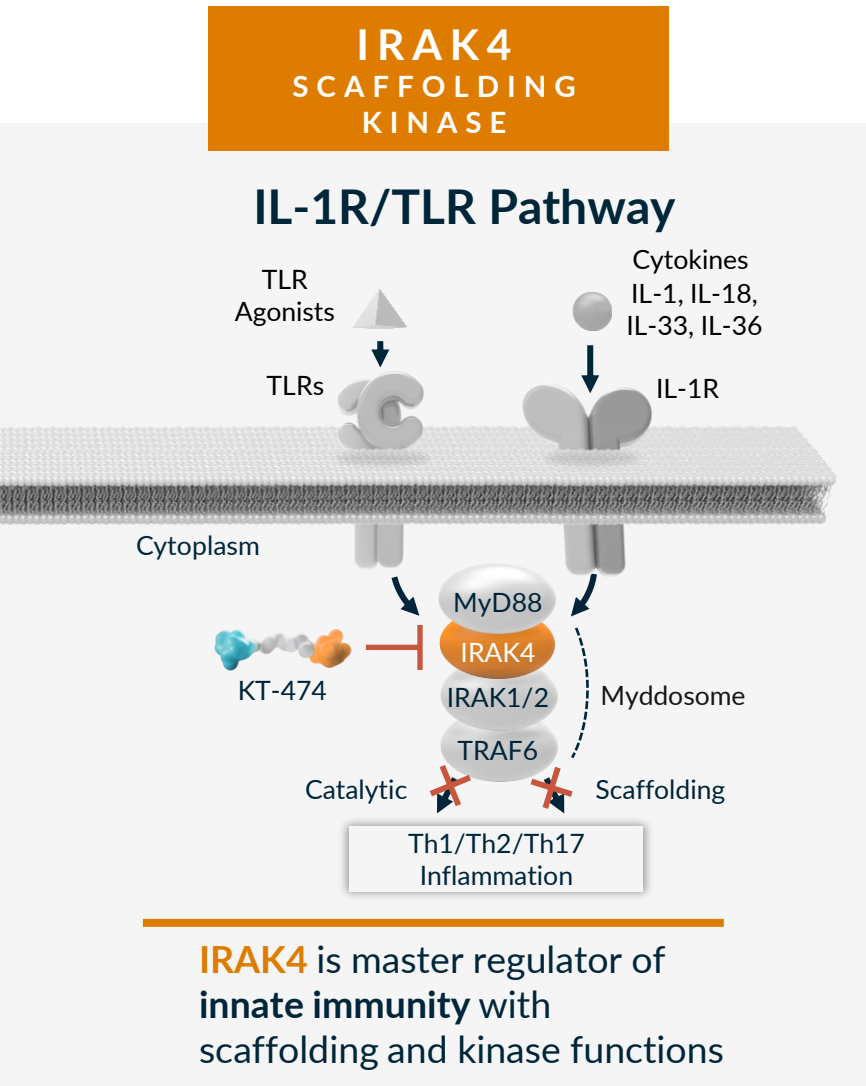 IRAK4
SCAFFOLDING
KINASE
IL-1R/TLR Pathway
TLR
Agonists
Cytokines
IL-1, IL-18,
IL-33, IL-36
TLRs
IL-1R
Cytoplasm
MyD88
IRAK4
KT-474
IRAK1/2
Myddosome
TRAF6
Catalytic
Scaffolding
Th1/Th2/Th17
Inflammation
IRAK4 is master regulator of
innate immunity with
scaffolding and kinase functions